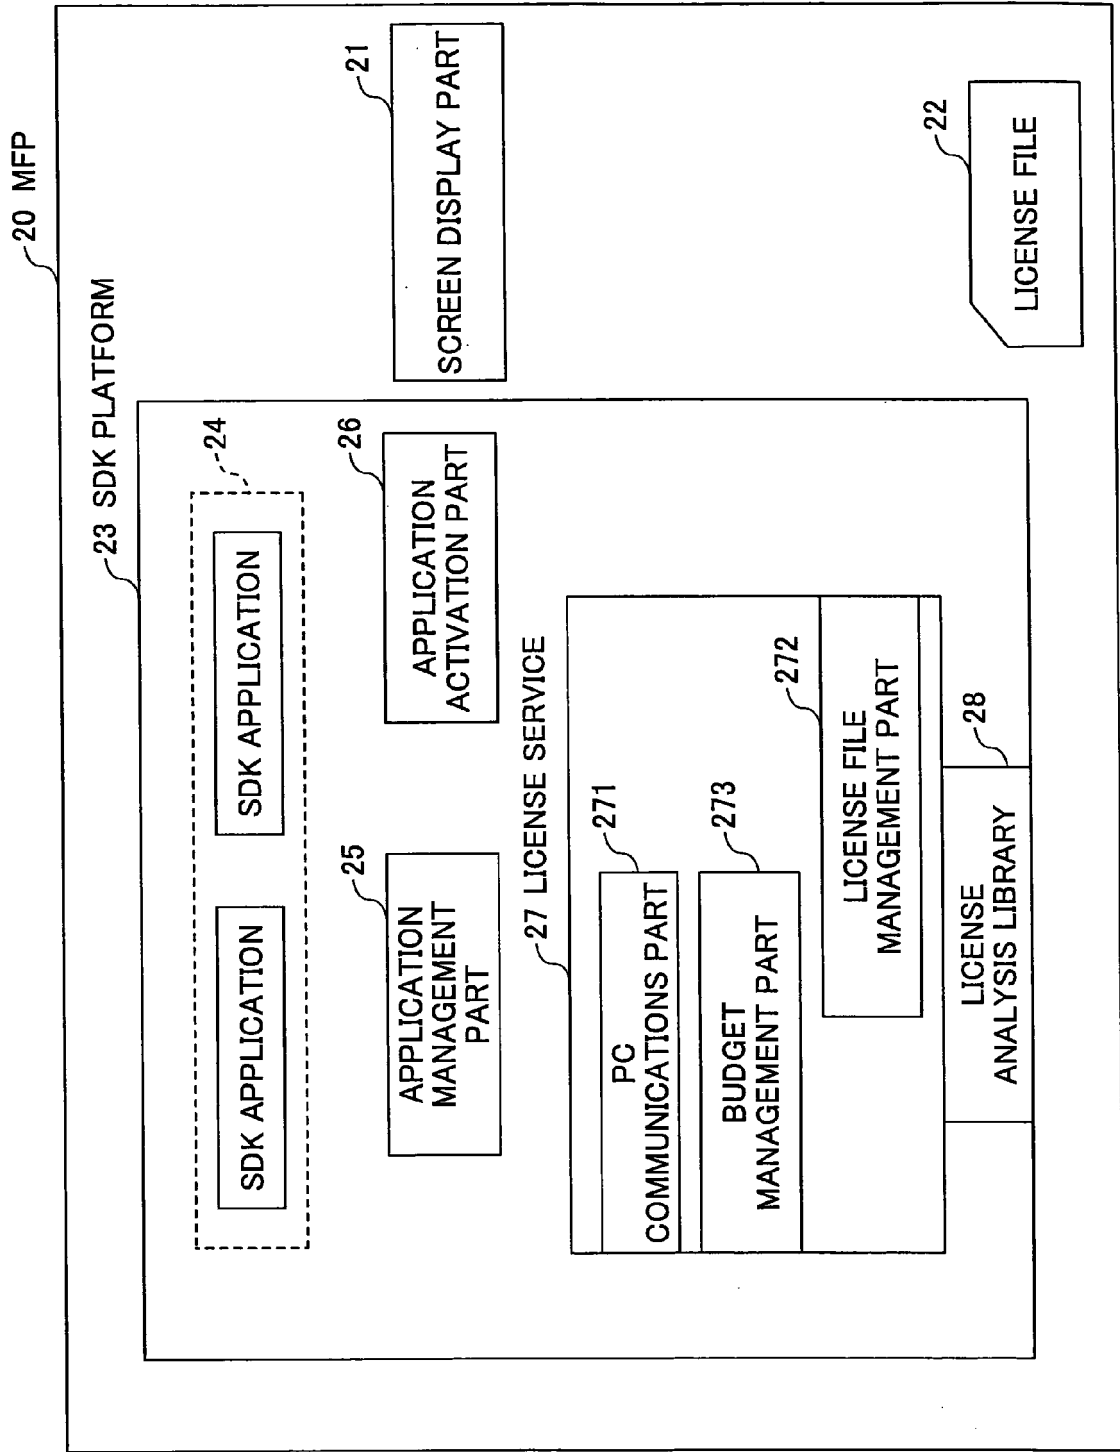 20 MFP
23 SDK PLATFORM
24
SDK APPLICATION
SDK APPLICATION
25
APPLICATION
MANAGEMENT
PART
26
APPLICATION
ACTIVATION PART
21
SCREEN DISPLAY PART
27 LICENSE SERVICE
271
PC
COMMUNICATIONS PART
273
BUDGET
MANAGEMENT PART
272
LICENSE FILE
MANAGEMENT PART
28
LICENSE
ANALYSIS LIBRARY
22
LICENSE FILE